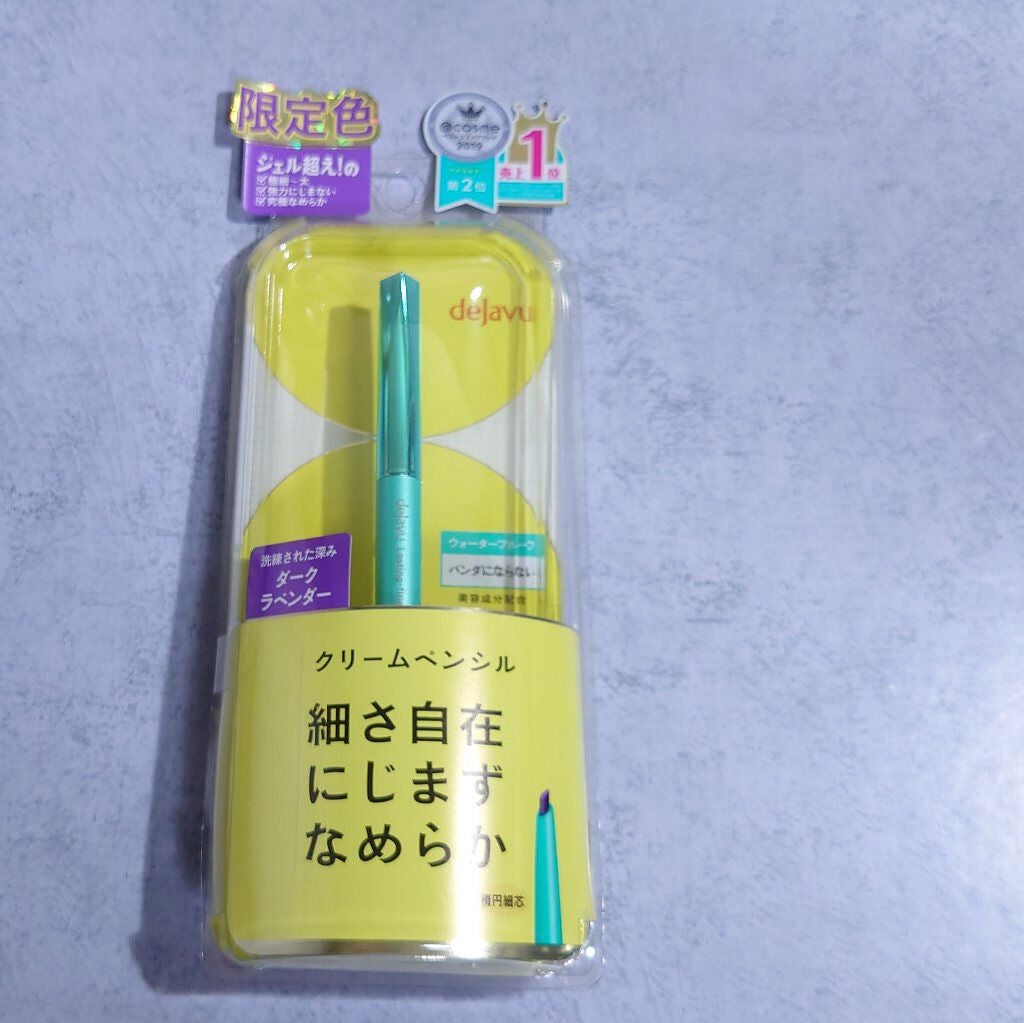 限定色
ジェル超え!の
極細~太
強力ににじまない
究極なめらか
@cosme
2019
第2位
売上1位
dejavu
dejavu Lasting-fine
洗練された深み
ダーク
ラベンダー
ウォータープルーフ
パンダにならない
美容成分配合
クリームペンシル
細さ自在
にじまず
なめらか
楕円細芯